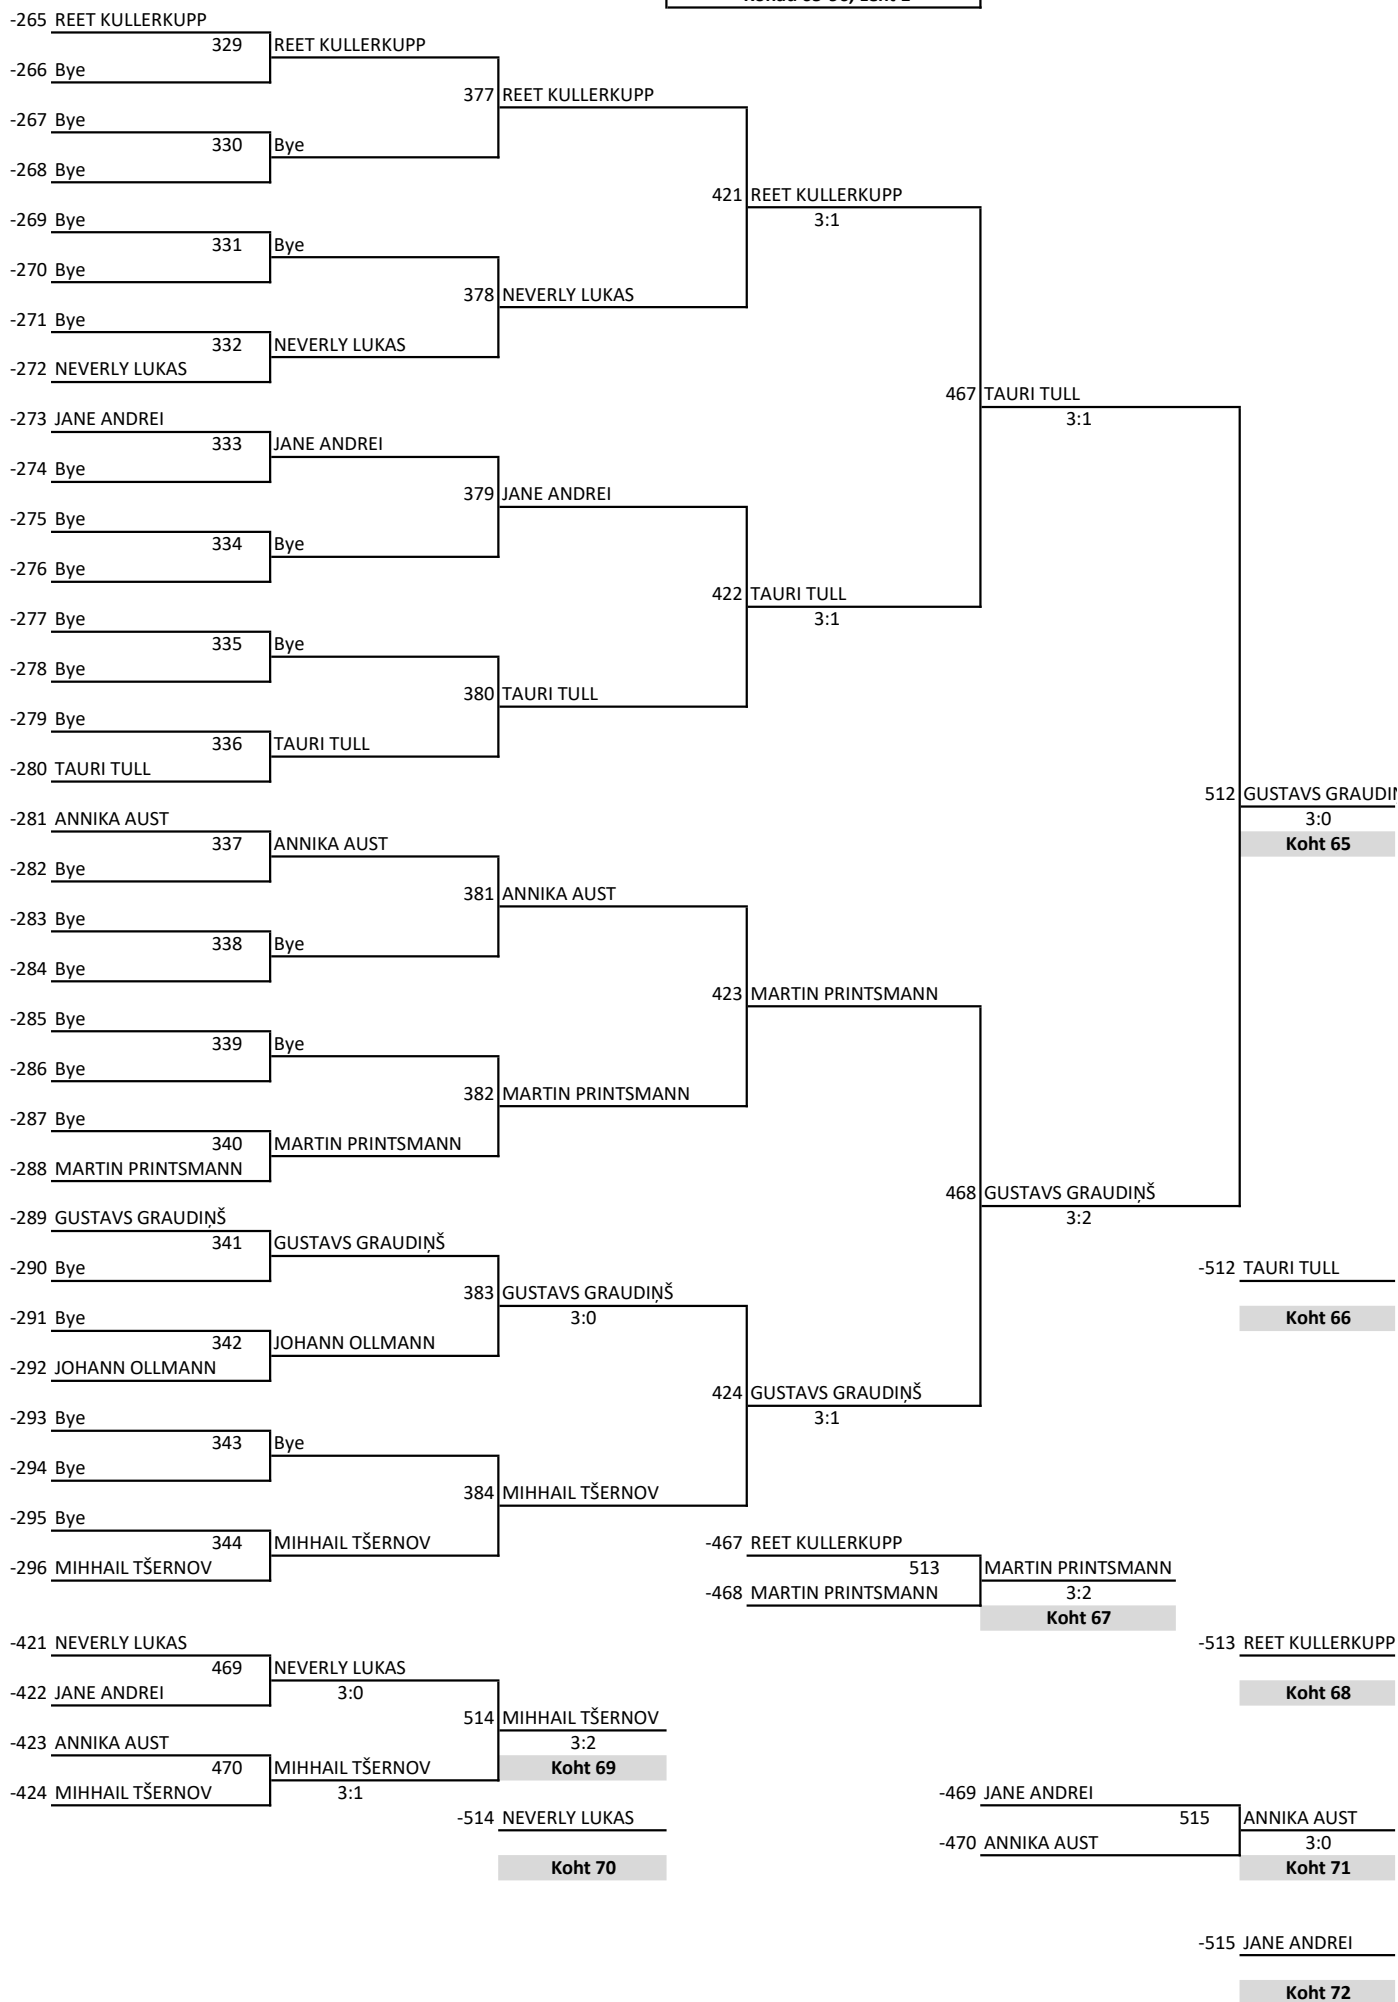 -265 REET KULLERKUPP
329 REET KULLERKUPP
-266 Bye
377 REET KULLERKUPP
-267 Bye
330 Bye
-268 Bye
421 REET KULLERKUPP
3:1
-269 Bye
331 Bye
-270 Bye
378 NEVERLY LUKAS
-271 Bye
332 NEVERLY LUKAS
-272 NEVERLY LUKAS
467 TAURI TULL
3:1
-273 JANE ANDREI
333 JANE ANDREI
-274 Bye
379 JANE ANDREI
-275 Bye
334 Bye
-276 Bye
422 TAURI TULL
3:1
-277 Bye
335 Bye
-278 Bye
380 TAURI TULL
-279 Bye
336 TAURI TULL
-280 TAURI TULL
512 GUSTAVS
3:0
Koht 65
-281 ANNIKA AUST
337 ANNIKA AUST
-282 Bye
381 ANNIKA AUST
-283 Bye
338 Bye
-284 Bye
423 MARTIN PRINTSMANN
-285 Bye
339 Bye
-286 Bye
382 MARTIN PRINTSMANN
-287 Bye
340 MARTIN PRINTSMANN
-288 MARTIN PRINTSMANN
468 GUSTAVS GRAUDIŅŠ
3:2
-289 GUSTAVS GRAUDIŅŠ
341 GUSTAVS GRAUDIŅŠ
-290 Bye
-512 TAURI TULL
Koht 66
383 GUSTAVS GRAUDIŅŠ
3:0
-291 Bye
342 JOHANN OLLMANN
-292 JOHANN OLLMANN
424 GUSTAVS GRAUDIŅŠ
3:1
-293 Bye
343 Bye
-294 Bye
384 MIHHAIL TŠERNOV
-295 Bye
344 MIHHAIL TŠERNOV
-296 MIHHAIL TŠERNOV
-467 REET KULLERKUPP
513 MARTIN PRINTSMANN
-468 MARTIN PRINTSMANN
3:2
Koht 67
-513 REET KULLERKUPP
Koht 68
-421 NEVERLY LUKAS
469 NEVERLY LUKAS
-422 JANE ANDREI
3:0
514 MIHHAIL TŠERNOV
3:2
Koht 69
-423 ANNIKA AUST
470 MIHHAIL TŠERNOV
-424 MIHHAIL TŠERNOV
3:1
-514 NEVERLY LUKAS
Koht 70
-469 JANE ANDREI
515 ANNIKA AUST
-470 ANNIKA AUST
3:0
Koht 71
-515 JANE ANDREI
Koht 72